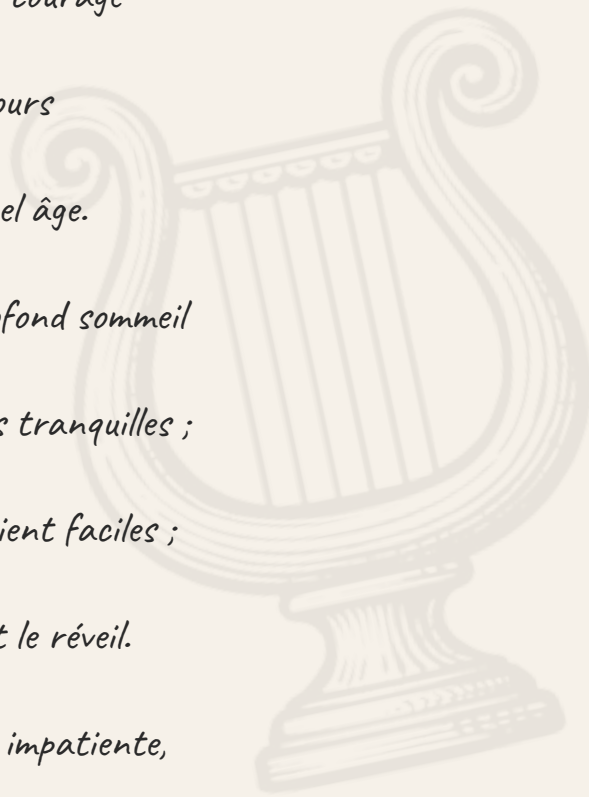 courage
ours
el âge.
fond sommeil
s tranquilles ;
ient faciles ;
t le réveil.
impatiente,